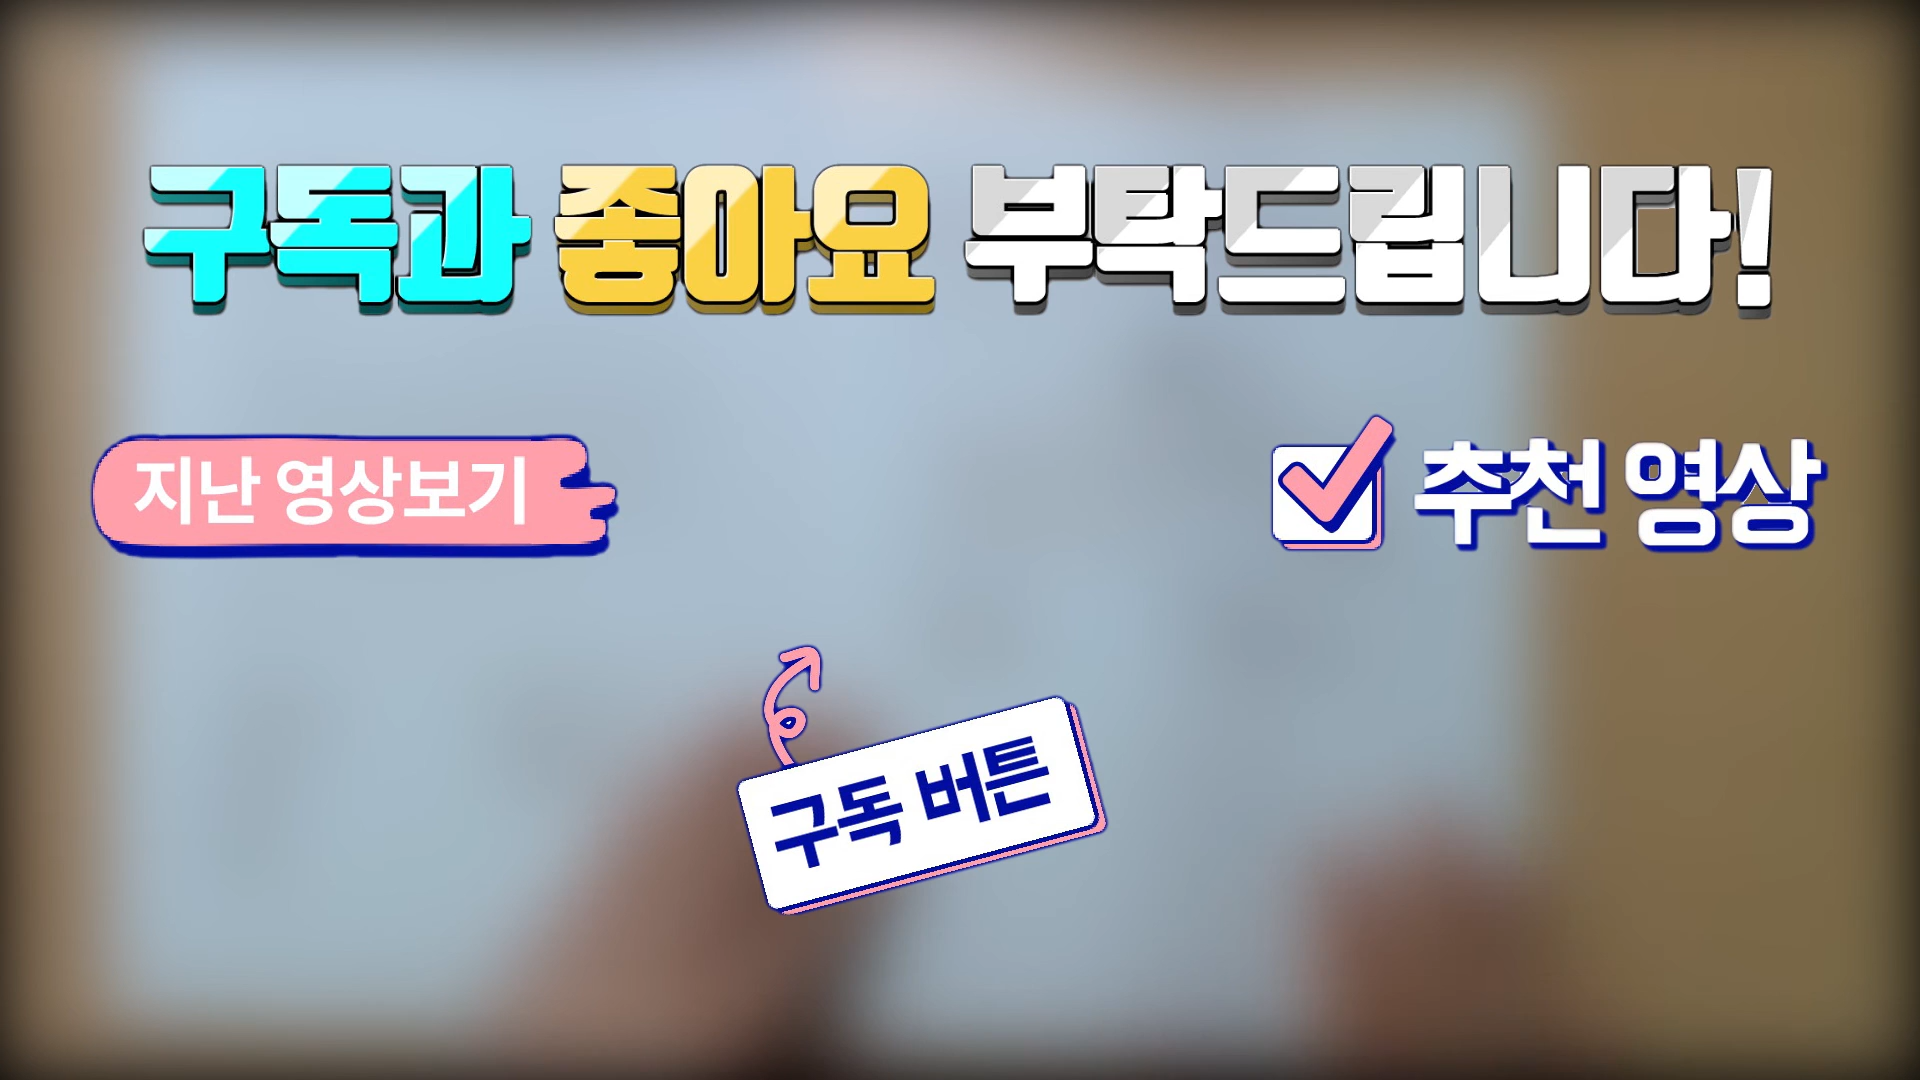 구독과 좋아요 부탁드립니다!
지난 영상보기
추천 영상
구독 버튼